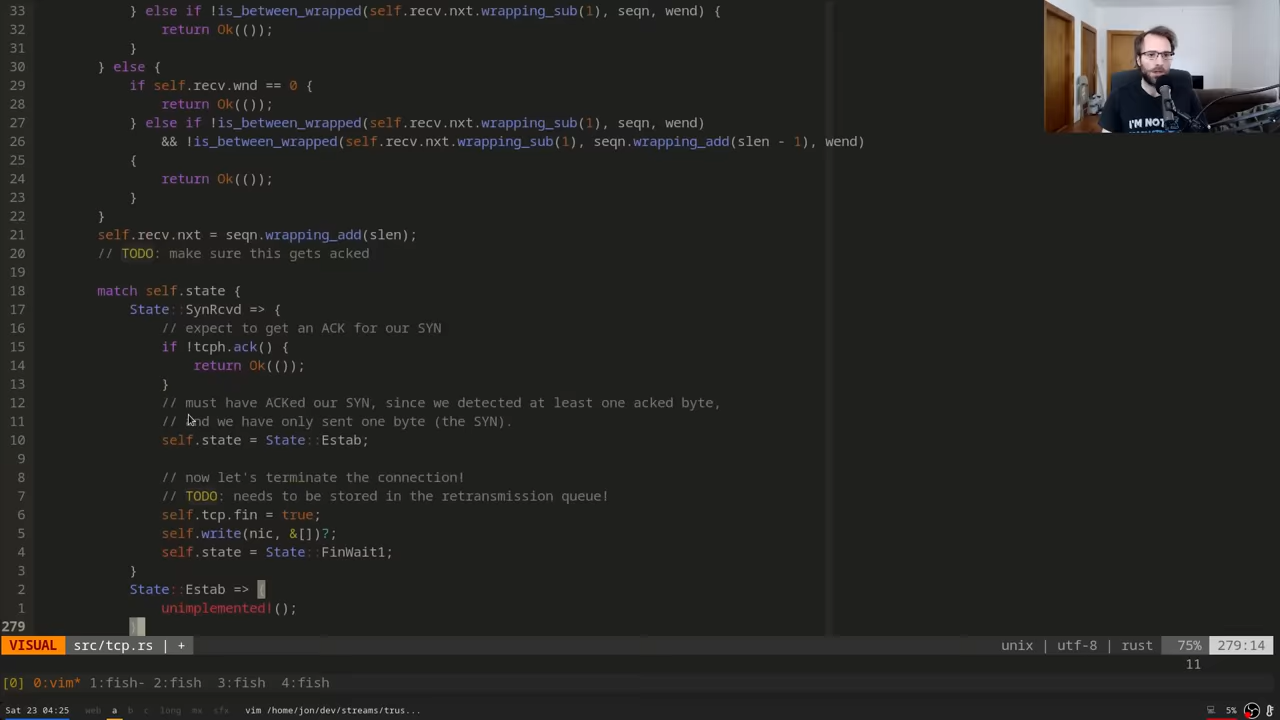 33 } else if !is_between_wrapped(self.recv.nxt.wrapping_sub(1), seqn, wend) {
32 return Ok(());
31 }
30 } else {
29 if self.recv.wnd == 0 {
28 return Ok(());
27 } else if !is_between_wrapped(self.recv.nxt.wrapping_sub(1), seqn, wend)
26 && !is_between_wrapped(self.recv.nxt.wrapping_sub(1), seqn.wrapping_add(slen - 1), wend)
25 {
24 return Ok(());
23 }
22 }
21 self.recv.nxt = seqn.wrapping_add(slen);
20 // TODO: make sure this gets acked
19
18 match self.state {
17 State::SynRcvd => {
16 // expect to get an ACK for our SYN
15 if !tcph.ack() {
14 return Ok(());
13 }
12 // must have ACKed our SYN, since we detected at least one acked byte,
11 // and we have only sent one byte (the SYN).
10 self.state = State::Estab;
9
8 // now let's terminate the connection!
7 // TODO: needs to be stored in the retransmission queue!
6 self.tcp.fin = true;
5 self.write(nic, &[])?;
4 self.state = State::FinWait1;
3 }
2 State::Estab => {
1 unimplemented!();
279 }
VISUAL src/tcp.rs | + unix | utf-8 | rust 75% 279:14
11
[0] 0:vim* 1:fish- 2:fish 3:fish 4:fish
Sat 23 04:25 web a b c long mx sfx vim /home/jon/dev/streams/trus... 5%
I'M NOT